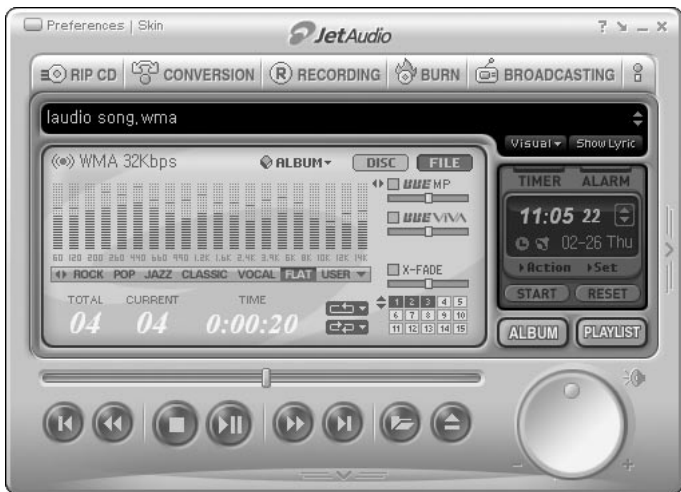 Preferences | Skin
JetAudio
RIP CD CONVERSION R RECORDING BURN BROADCASTING
laudio song.wma
Visual Show Lyric
WMA 32Kbps ALBUM DISC FILE
BBE MP
BBE ViVA
60 120 200 260 440 660 990 1.2K 1.6K 2.4K 3.9K 5K 8K 10K 12K 14K
ROCK POP JAZZ CLASSIC VOCAL FLAT USER
X-FADE
TOTAL CURRENT TIME
04 04 0:00:20
1 2 3 4 5
6 7 8 9 10
11 12 13 14 15
TIMER ALARM
11:05 22
02-26 Thu
Action Set
START RESET
ALBUM PLAYLIST